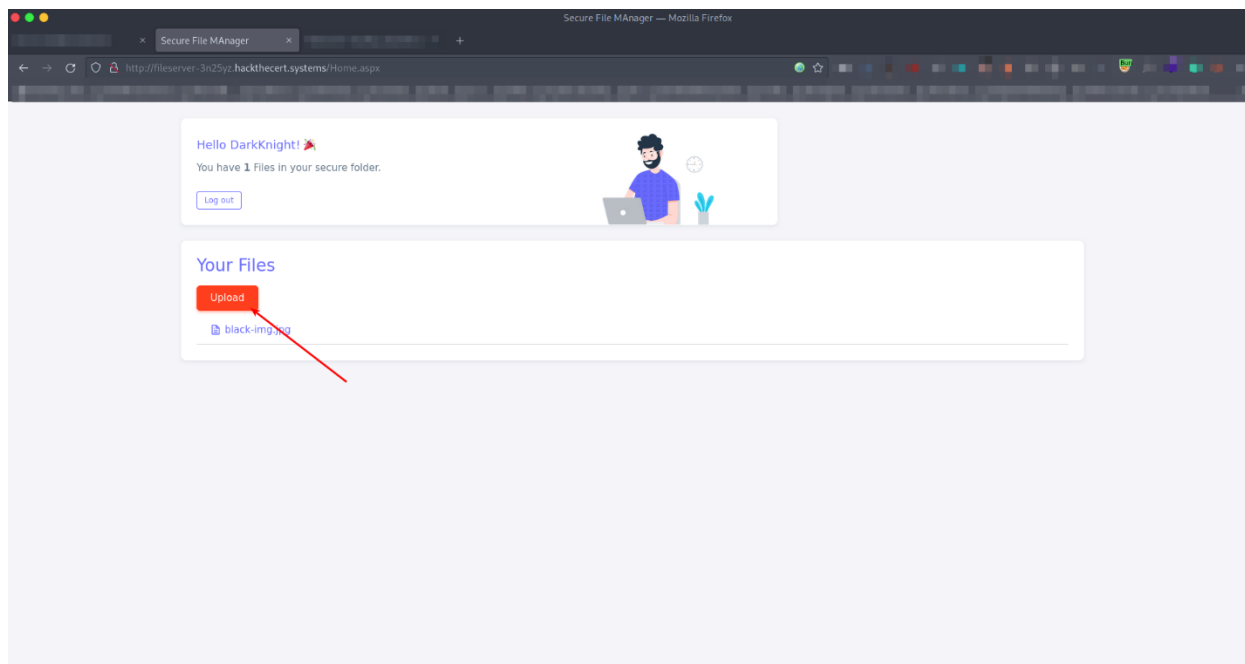 Secure File MAnager — Mozilla Firefox
Secure File MAnager
http://fileserver-3n25yz.hackthecert.systems/Home.aspx
Bur
Hello DarkKnight! 🎉
You have 1 Files in your secure folder.
Log out
Your Files
Upload
black-img.jpg